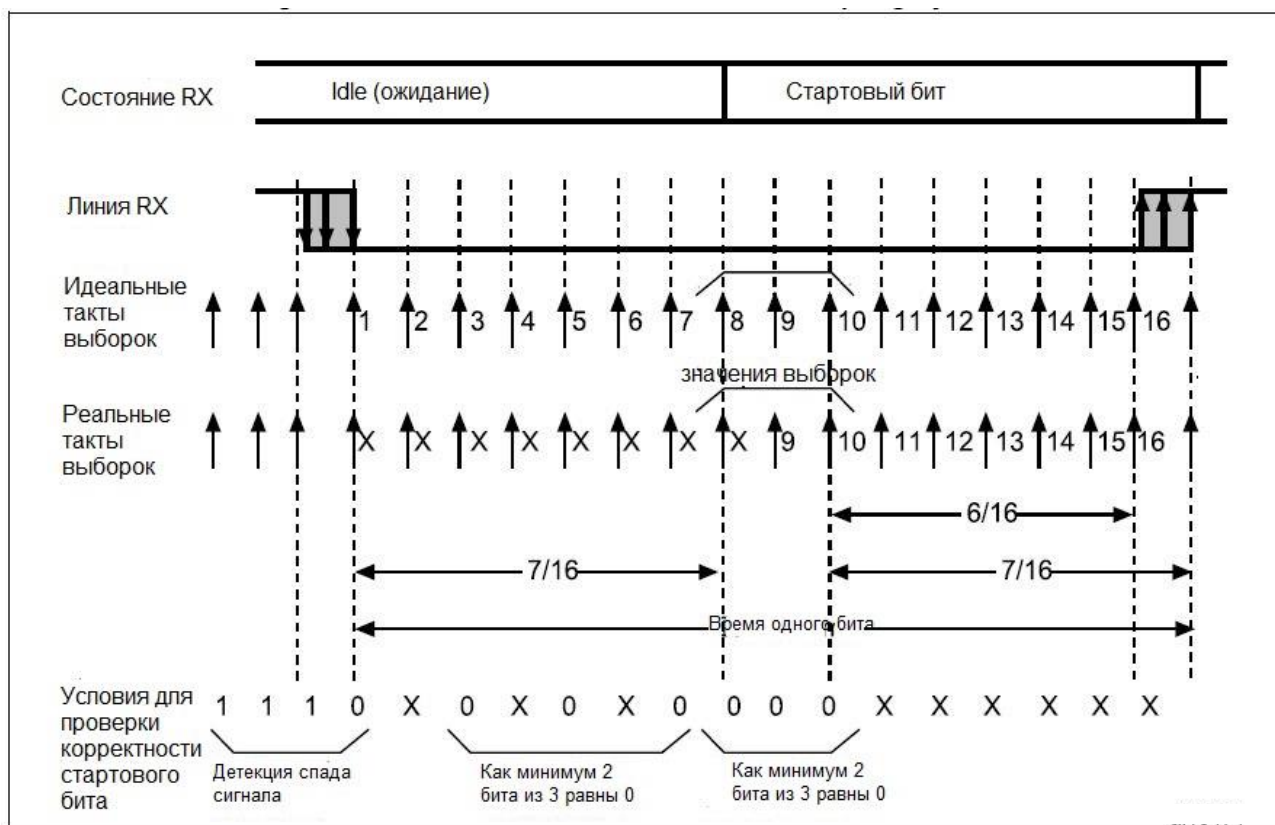 Состояние RX
Idle (ожидание)
Стартовый бит
Линия RX
Идеальные
такты
выборок
1 2 3 4 5 6 7 8 9 10 11 12 13 14 15 16
значения выборок
Реальные
такты
выборок
X X X X X X X X 9 10 11 12 13 14 15 16
6/16
7/16
7/16
Время одного бита
Условия для
проверки
корректности
стартового
бита
1 1 1 0 X 0 X 0 X 0 0 0 0 X X X X X X
Детекция спада
сигнала
Как минимум 2
бита из 3 равны 0
Как минимум 2
бита из 3 равны 0